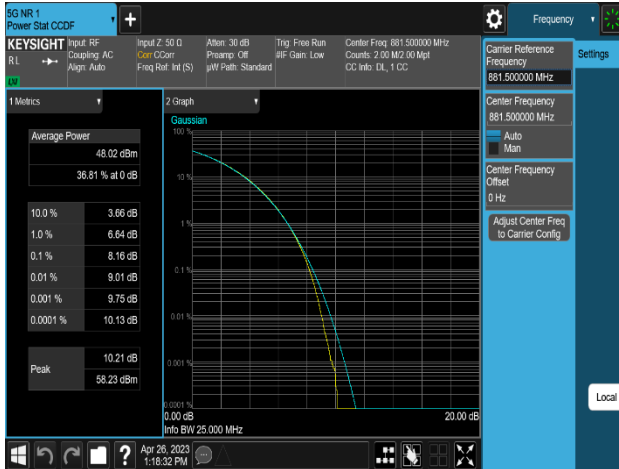 5G NR 1
Power Stat CCDF
KEYSIGHT
R L
LXI
Input: RF
Coupling: AC
Align: Auto
Input Z: 50 Ω
Corr CCorr
Freq Ref: Int (S)
Atten: 30 dB
Preamp: Off
µW Path: Standard
Trig: Free Run
#IF Gain: Low
Center Freq: 881.500000 MHz
Counts: 2.00 M/2.00 Mpt
CC Info: DL, 1 CC
1 Metrics
Average Power
48.02 dBm
36.81 % at 0 dB
10.0 % 3.66 dB
1.0 % 6.64 dB
0.1 % 8.16 dB
0.01 % 9.01 dB
0.001 % 9.75 dB
0.0001 % 10.13 dB
Peak
10.21 dB
58.23 dBm
2 Graph
Gaussian
100 %
10 %
1 %
0.1 %
0.01 %
0.001 %
0.0001 %
0.00 dB 20.00 dB
Info BW 25.000 MHz
Frequency
Settings
Carrier Reference
Frequency
881.500000 MHz
Center Frequency
881.500000 MHz
Auto
Man
Center Frequency
Offset
0 Hz
Adjust Center Freq
to Carrier Config
Local
?
Apr 26, 2023
1:18:32 PM